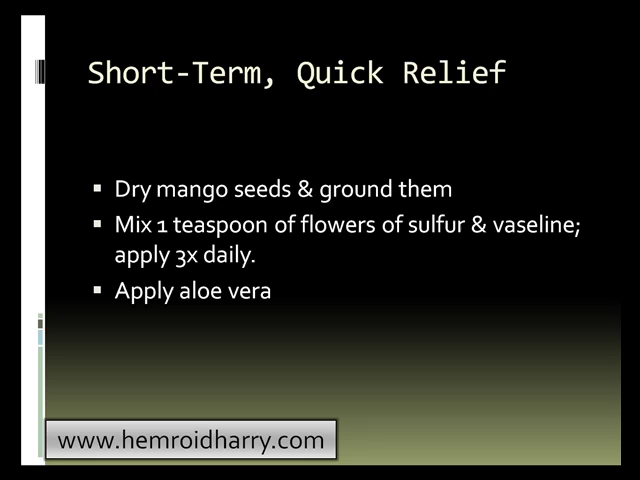 Short-Term, Quick Relief
▪ Dry mango seeds & ground them
▪ Mix 1 teaspoon of flowers of sulfur & vaseline;
apply 3x daily.
▪ Apply aloe vera
www.hemroidharry.com